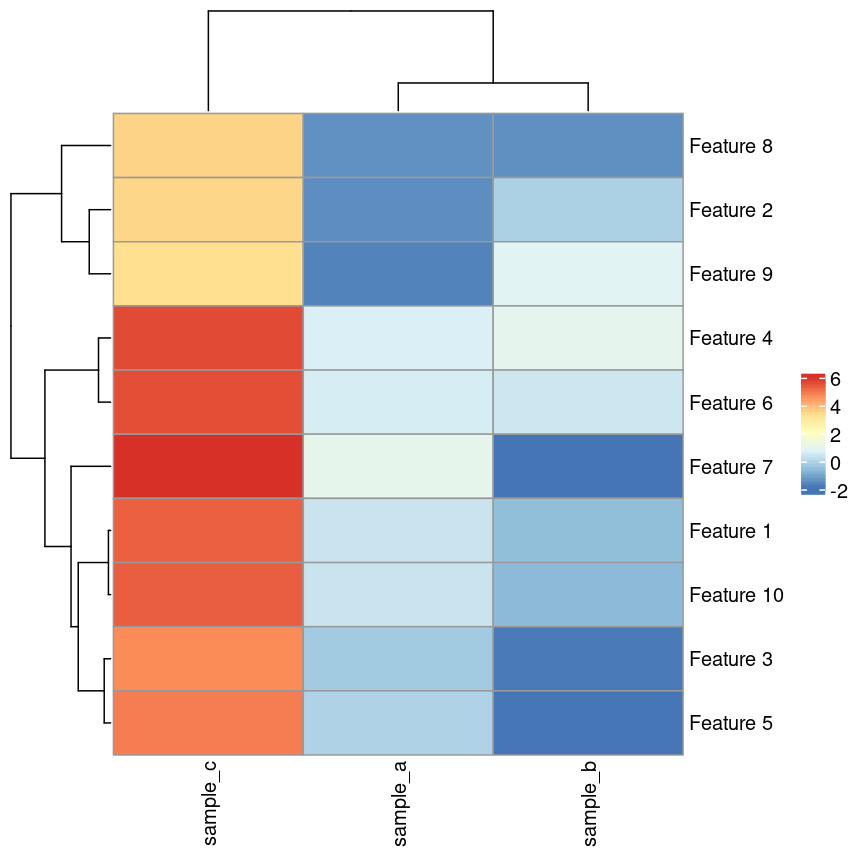 Feature 8
Feature 2
Feature 9
Feature 4
Feature 6
Feature 7
Feature 1
Feature 10
Feature 3
Feature 5
6
4
2
0
-2
sample_c
sample_a
sample_b